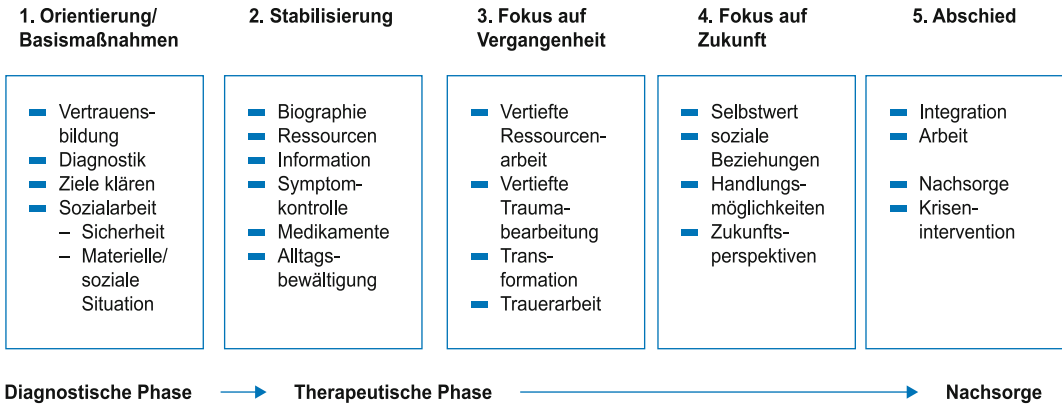 1. Orientierung/
Basismaßnahmen
Vertrauens-
bildung
Diagnostik
Ziele klären
Sozialarbeit
– Sicherheit
– Materielle/
soziale
Situation
2. Stabilisierung
Biographie
Ressourcen
Information
Symptom-
kontrolle
Medikamente
Alltags-
bewältigung
3. Fokus auf
Vergangenheit
Vertiefte
Ressourcen-
arbeit
Vertiefte
Trauma-
bearbeitung
Trans-
formation
Trauerarbeit
4. Fokus auf
Zukunft
Selbstwert
soziale
Beziehungen
Handlungs-
möglichkeiten
Zukunfts-
perspektiven
5. Abschied
Integration
Arbeit
Nachsorge
Krisen-
intervention
Diagnostische Phase
Therapeutische Phase
Nachsorge